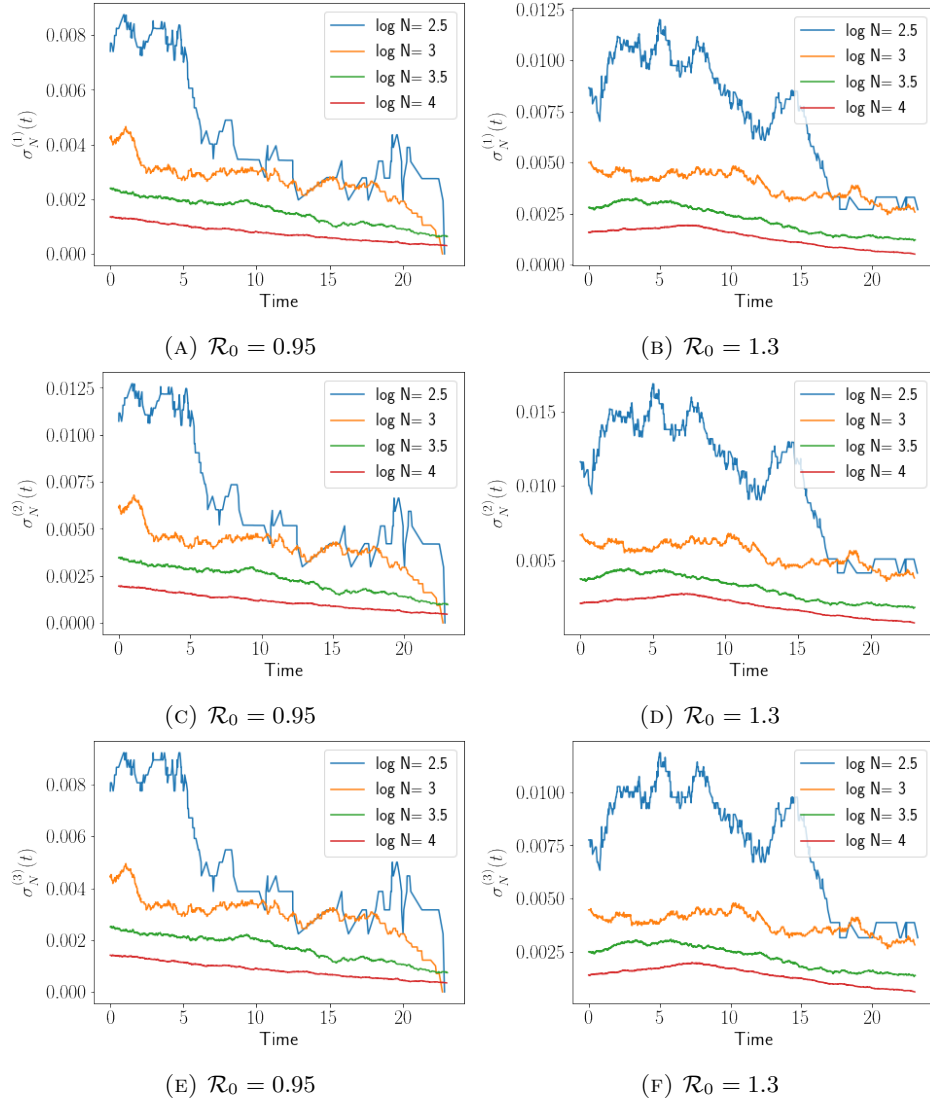 0.008
0.006
0.004
0.002
0.000
σ_N^{(1)}(t)
0 5 10 15 20
Time
log N= 2.5
log N= 3
log N= 3.5
log N= 4
(A) R_0 = 0.95
0.0125
0.0100
0.0075
0.0050
0.0025
0.0000
σ_N^{(1)}(t)
0 5 10 15 20
Time
log N= 2.5
log N= 3
log N= 3.5
log N= 4
(B) R_0 = 1.3
0.0125
0.0100
0.0075
0.0050
0.0025
0.0000
σ_N^{(2)}(t)
0 5 10 15 20
Time
log N= 2.5
log N= 3
log N= 3.5
log N= 4
(C) R_0 = 0.95
0.015
0.010
0.005
σ_N^{(2)}(t)
0 5 10 15 20
Time
log N= 2.5
log N= 3
log N= 3.5
log N= 4
(D) R_0 = 1.3
0.008
0.006
0.004
0.002
0.000
σ_N^{(3)}(t)
0 5 10 15 20
Time
log N= 2.5
log N= 3
log N= 3.5
log N= 4
(E) R_0 = 0.95
0.0100
0.0075
0.0050
0.0025
σ_N^{(3)}(t)
0 5 10 15 20
Time
log N= 2.5
log N= 3
log N= 3.5
log N= 4
(F) R_0 = 1.3